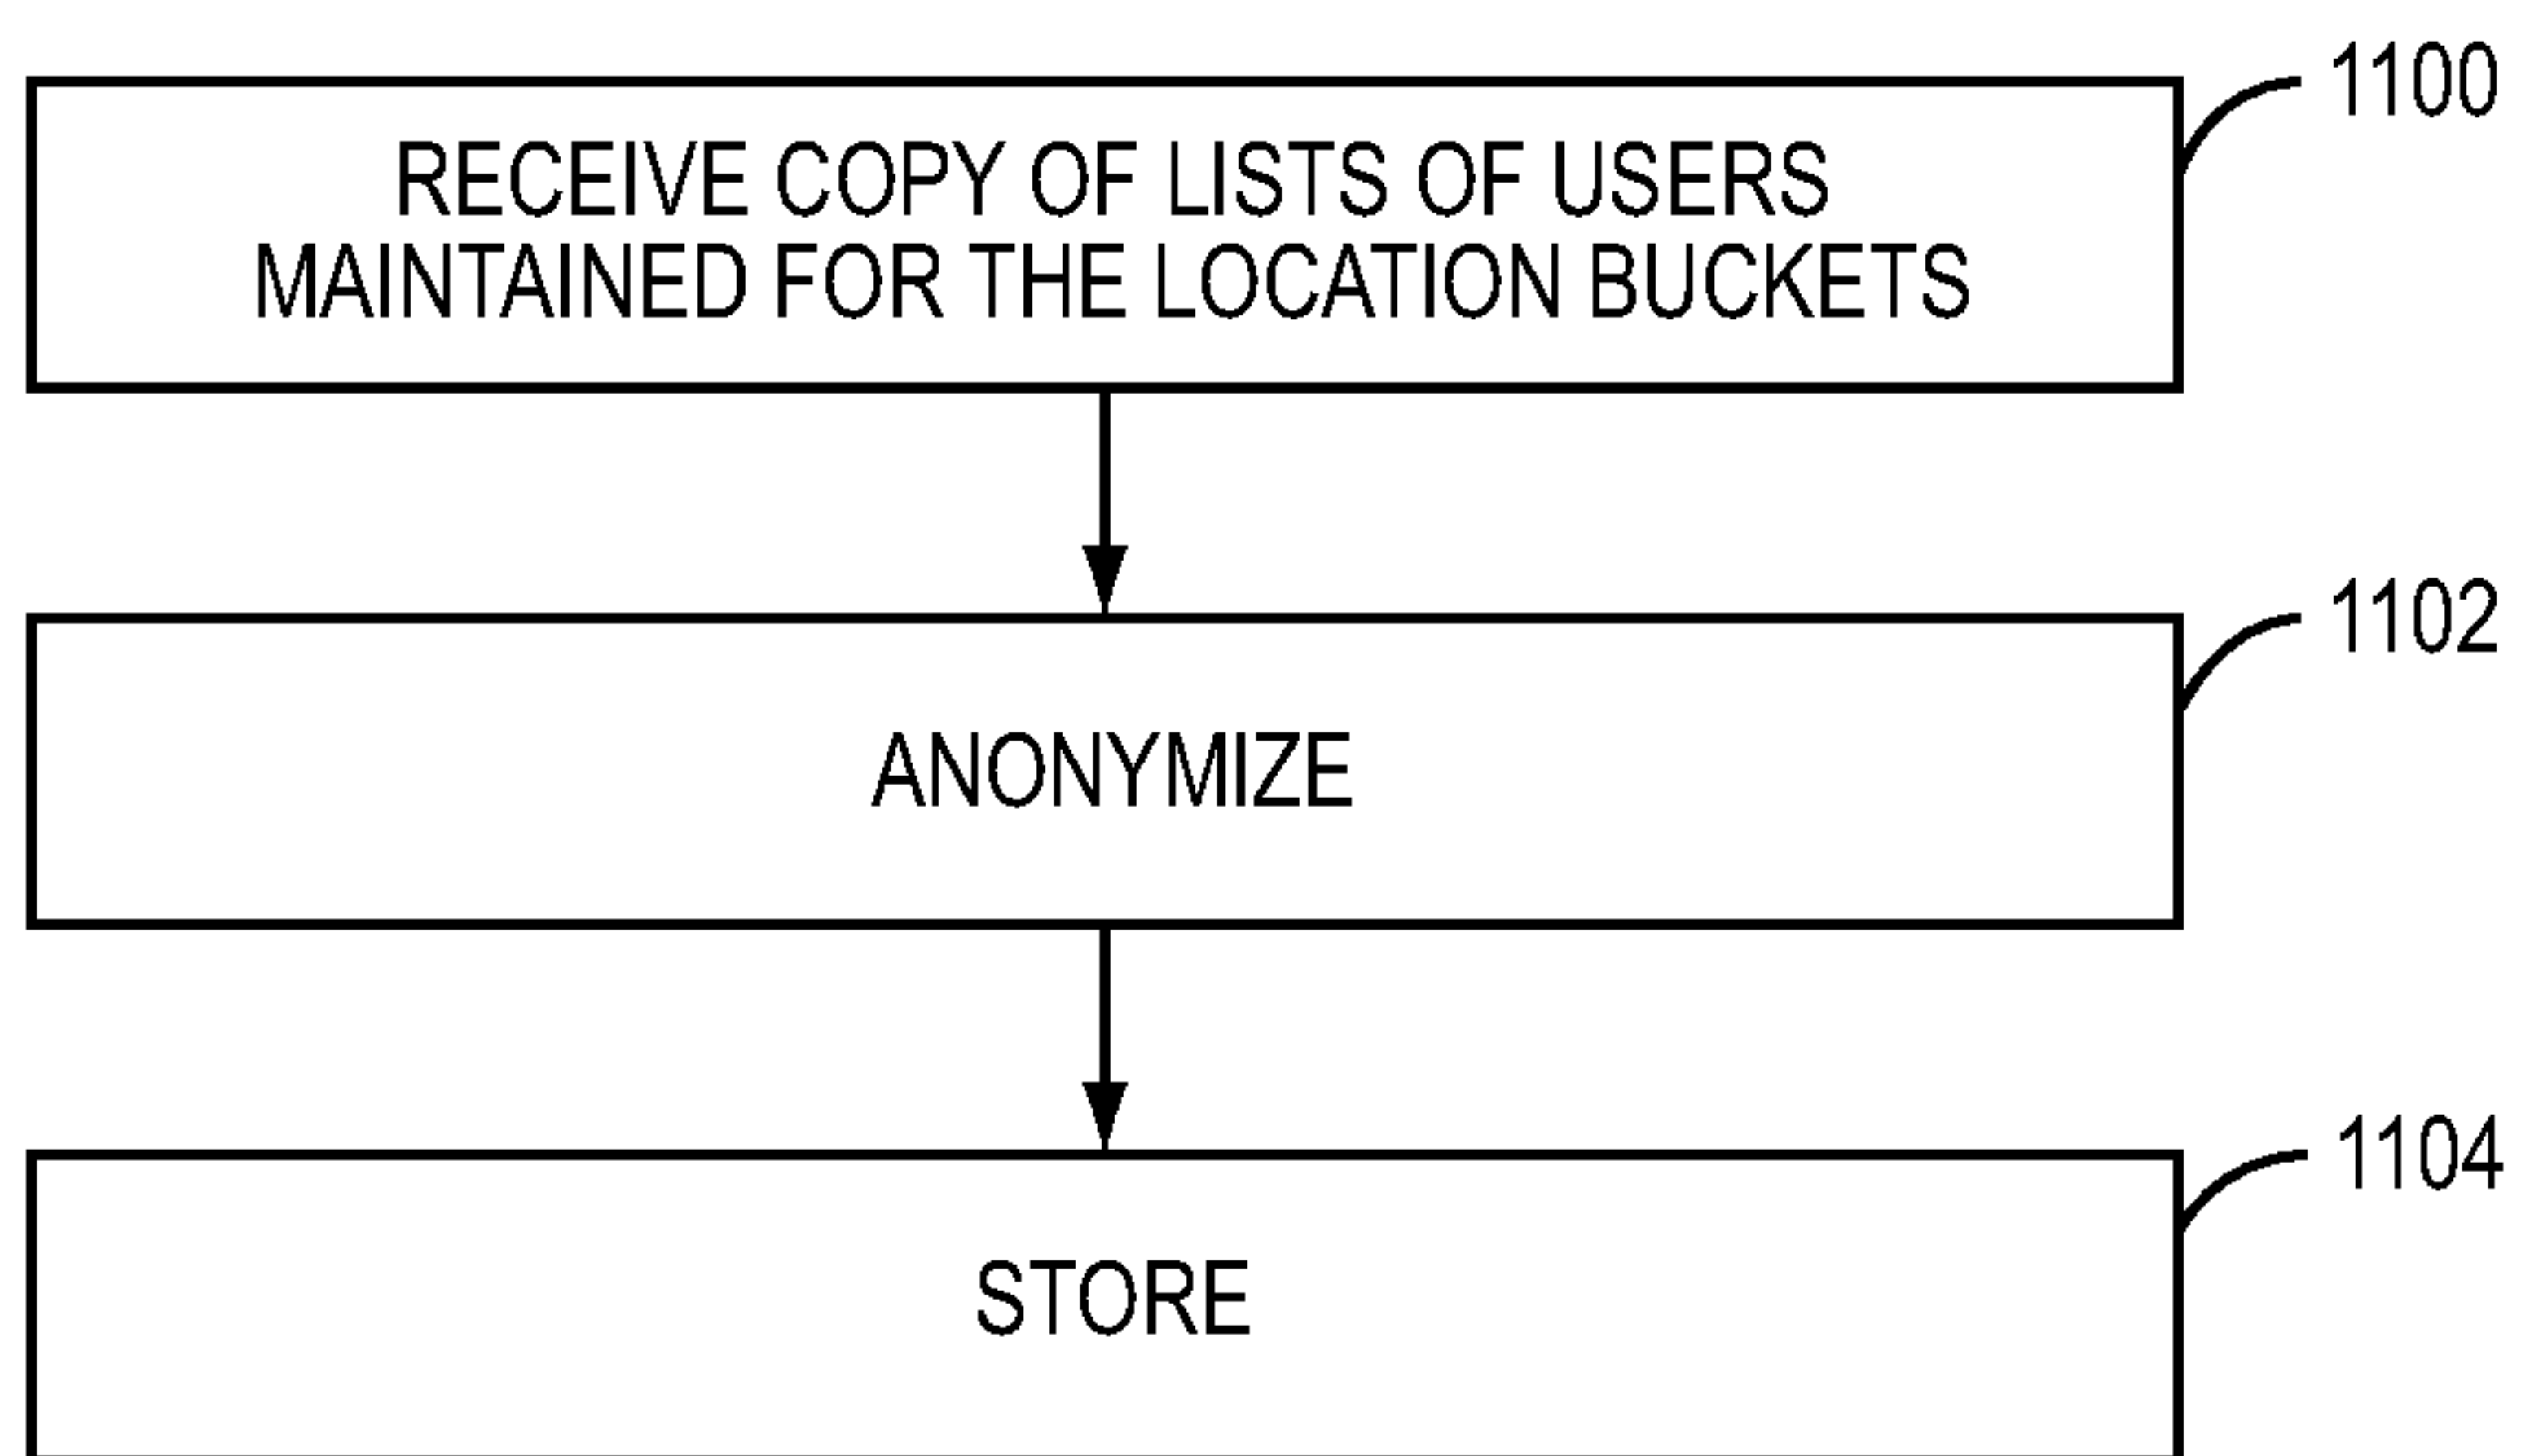 1100
RECEIVE COPY OF LISTS OF USERS
MAINTAINED FOR THE LOCATION BUCKETS
1102
ANONYMIZE
1104
STORE